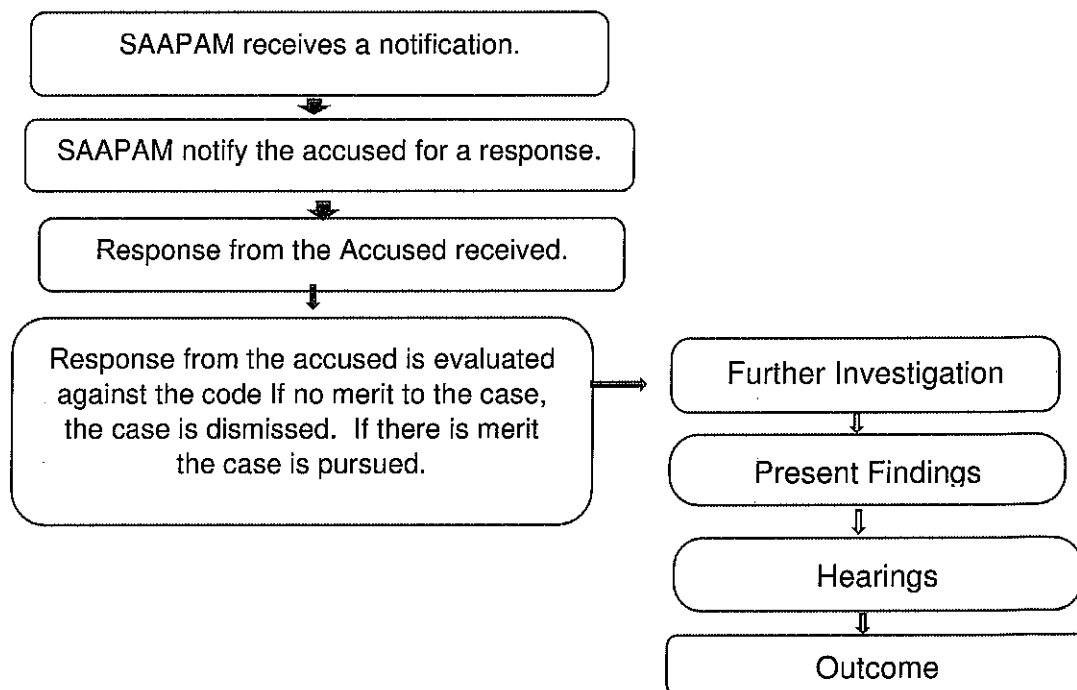 SAAPAM receives a notification.
SAAPAM notify the accused for a response.
Response from the Accused received.
Response from the accused is evaluated
against the code If no merit to the case,
the case is dismissed. If there is merit
the case is pursued.
Further Investigation
Present Findings
Hearings
Outcome